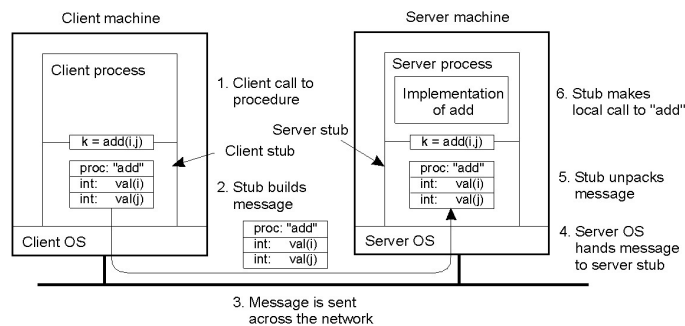 Client machine
Server machine
Client process
1. Client call to
procedure
Server process
Implementation
of add
6. Stub makes
local call to "add"
Server stub
k = add(i,j)
k = add(i,j)
Client stub
proc: "add"
int: val(i)
int: val(j)
2. Stub builds
message
proc: "add"
int: val(i)
int: val(j)
5. Stub unpacks
message
proc: "add"
int: val(i)
int: val(j)
Client OS
Server OS
4. Server OS
hands message
to server stub
3. Message is sent
across the network